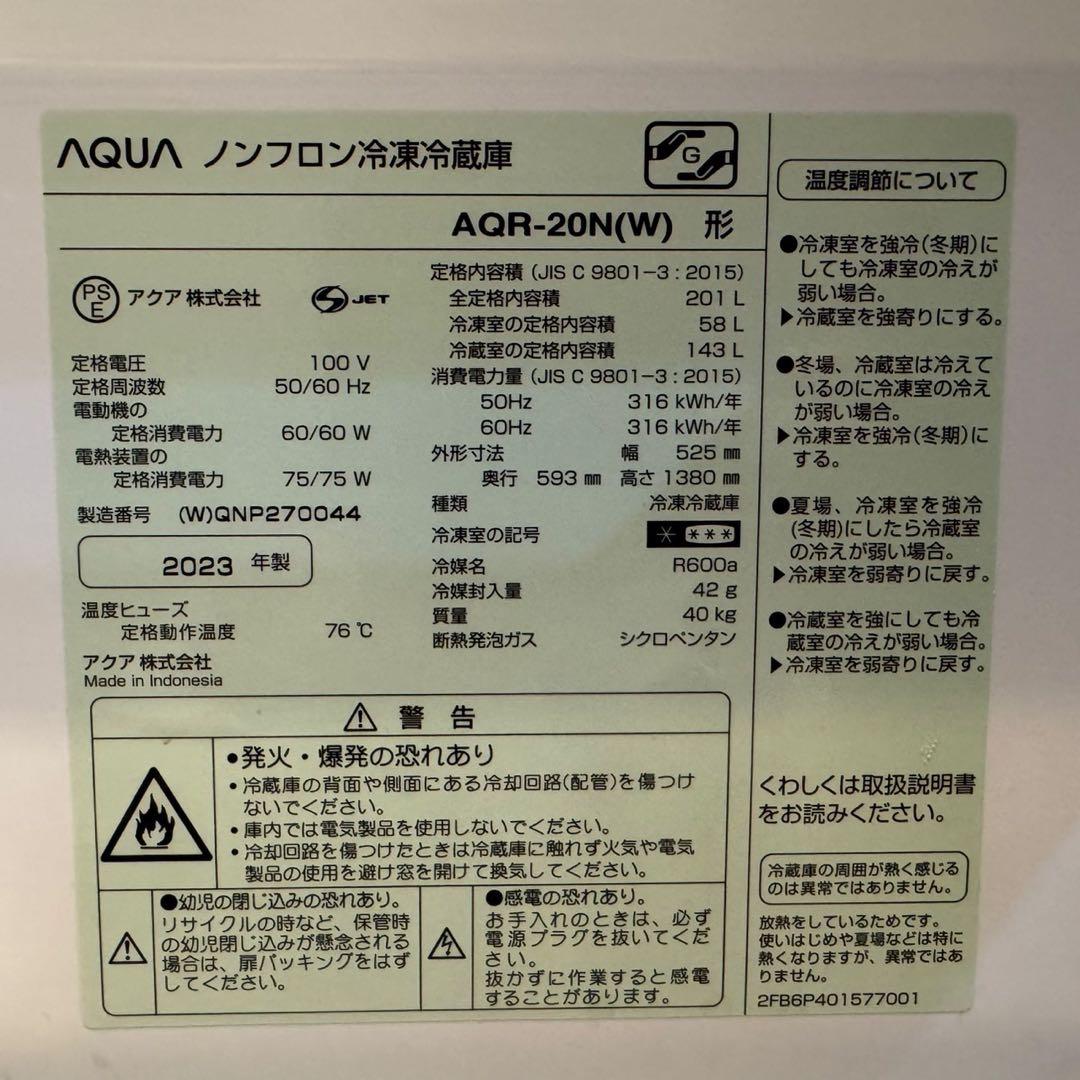 AQUA ノンフロン冷凍冷蔵庫
G
AQR-20N(W) 形
PS
E
アクア 株式会社
JET
定格電圧 100 V
定格周波数 50/60 Hz
電動機の
定格消費電力 60/60 W
電熱装置の
定格消費電力 75/75 W
製造番号 (W)QNP270044
2023 年製
温度ヒューズ
定格動作温度 76 ℃
アクア 株式会社
Made in Indonesia
定格内容積 (JIS C 9801-3 : 2015)
全定格内容積 201 L
冷凍室の定格内容積 58 L
冷蔵室の定格内容積 143 L
消費電力量 (JIS C 9801-3 : 2015)
50Hz 316 kWh/年
60Hz 316 kWh/年
外形寸法 幅 525 ㎜
奥行 593 ㎜ 高さ 1380 ㎜
種類 冷凍冷蔵庫
冷凍室の記号 * ***
冷媒名 R600a
冷媒封入量 42 g
質量 40 kg
断熱発泡ガス シクロペンタン
⚠ 警 告
•発火・爆発の恐れあり
・冷蔵庫の背面や側面にある冷却回路(配管)を傷つけ
ないでください。
・庫内では電気製品を使用しないでください。
・冷却回路を傷つけたときは冷蔵庫に触れず火気や電気
製品の使用を避け窓を開けて換気してください。
●幼児の閉じ込みの恐れあり。
リサイクルの時など、保管時
の幼児閉じ込みが懸念される
場合は、扉パッキングをはず
してください。
●感電の恐れあり。
お手入れのときは、必ず
電源プラグを抜いてくだ
さい。
抜かずに作業すると感電
することがあります。
温度調節について
●冷凍室を強冷(冬期)に
しても冷凍室の冷えが
弱い場合。
▶冷蔵室を強寄りにする。
●冬場、冷蔵室は冷えて
いるのに冷凍室の冷え
が弱い場合。
▶冷凍室を強冷(冬期)に
する。
●夏場、冷凍室を強冷
(冬期)にしたら冷蔵室
の冷えが弱い場合。
▶冷凍室を弱寄りに戻す。
●冷蔵室を強にしても冷
蔵室の冷えが弱い場合。
▶冷凍室を弱寄りに戻す。
くわしくは取扱説明書
をお読みください。
冷蔵庫の周囲が熱く感じる
のは異常ではありません。
放熱をしているためです。
使いはじめや夏場などは特に
熱くなりますが、異常ではあ
りません。
2FB6P401577001